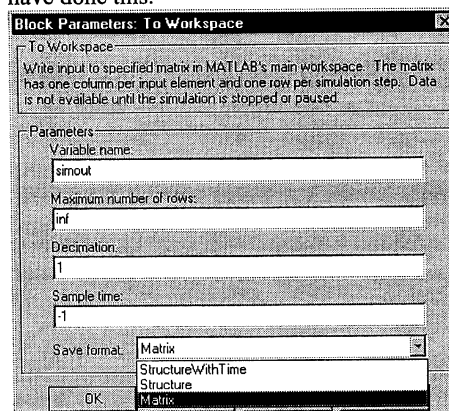 have done this.
Block Parameters: To Workspace
To Workspace
Write input to specified matrix in MATLAB's main workspace. The matrix
has one column per input element and one row per simulation step. Data
is not available until the simulation is stopped or paused.
Parameters
Variable name:
simout
Maximum number of rows:
inf
Decimation:
1
Sample time:
-1
Save format: Matrix
StructureWithTime
Structure
OK Matrix